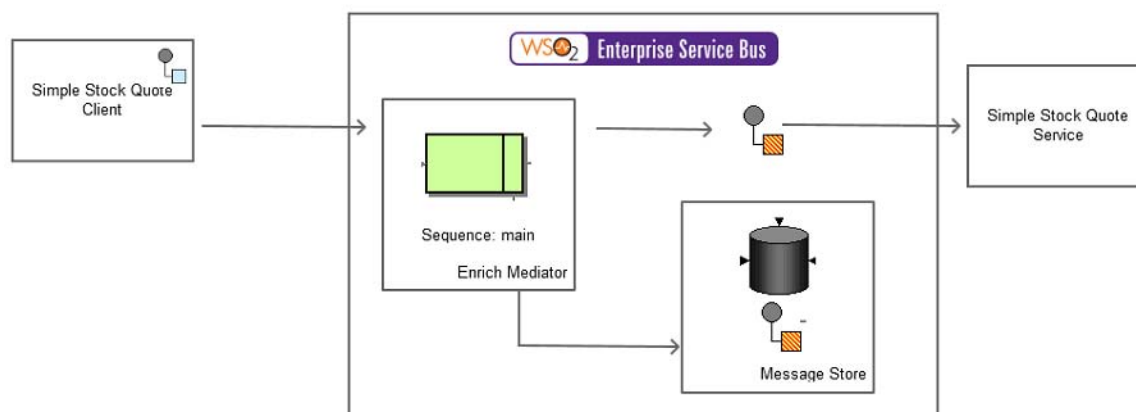 WSO2 Enterprise Service Bus
Simple Stock Quote
Client
Simple Stock Quote
Service
Sequence: main
Enrich Mediator
Message Store